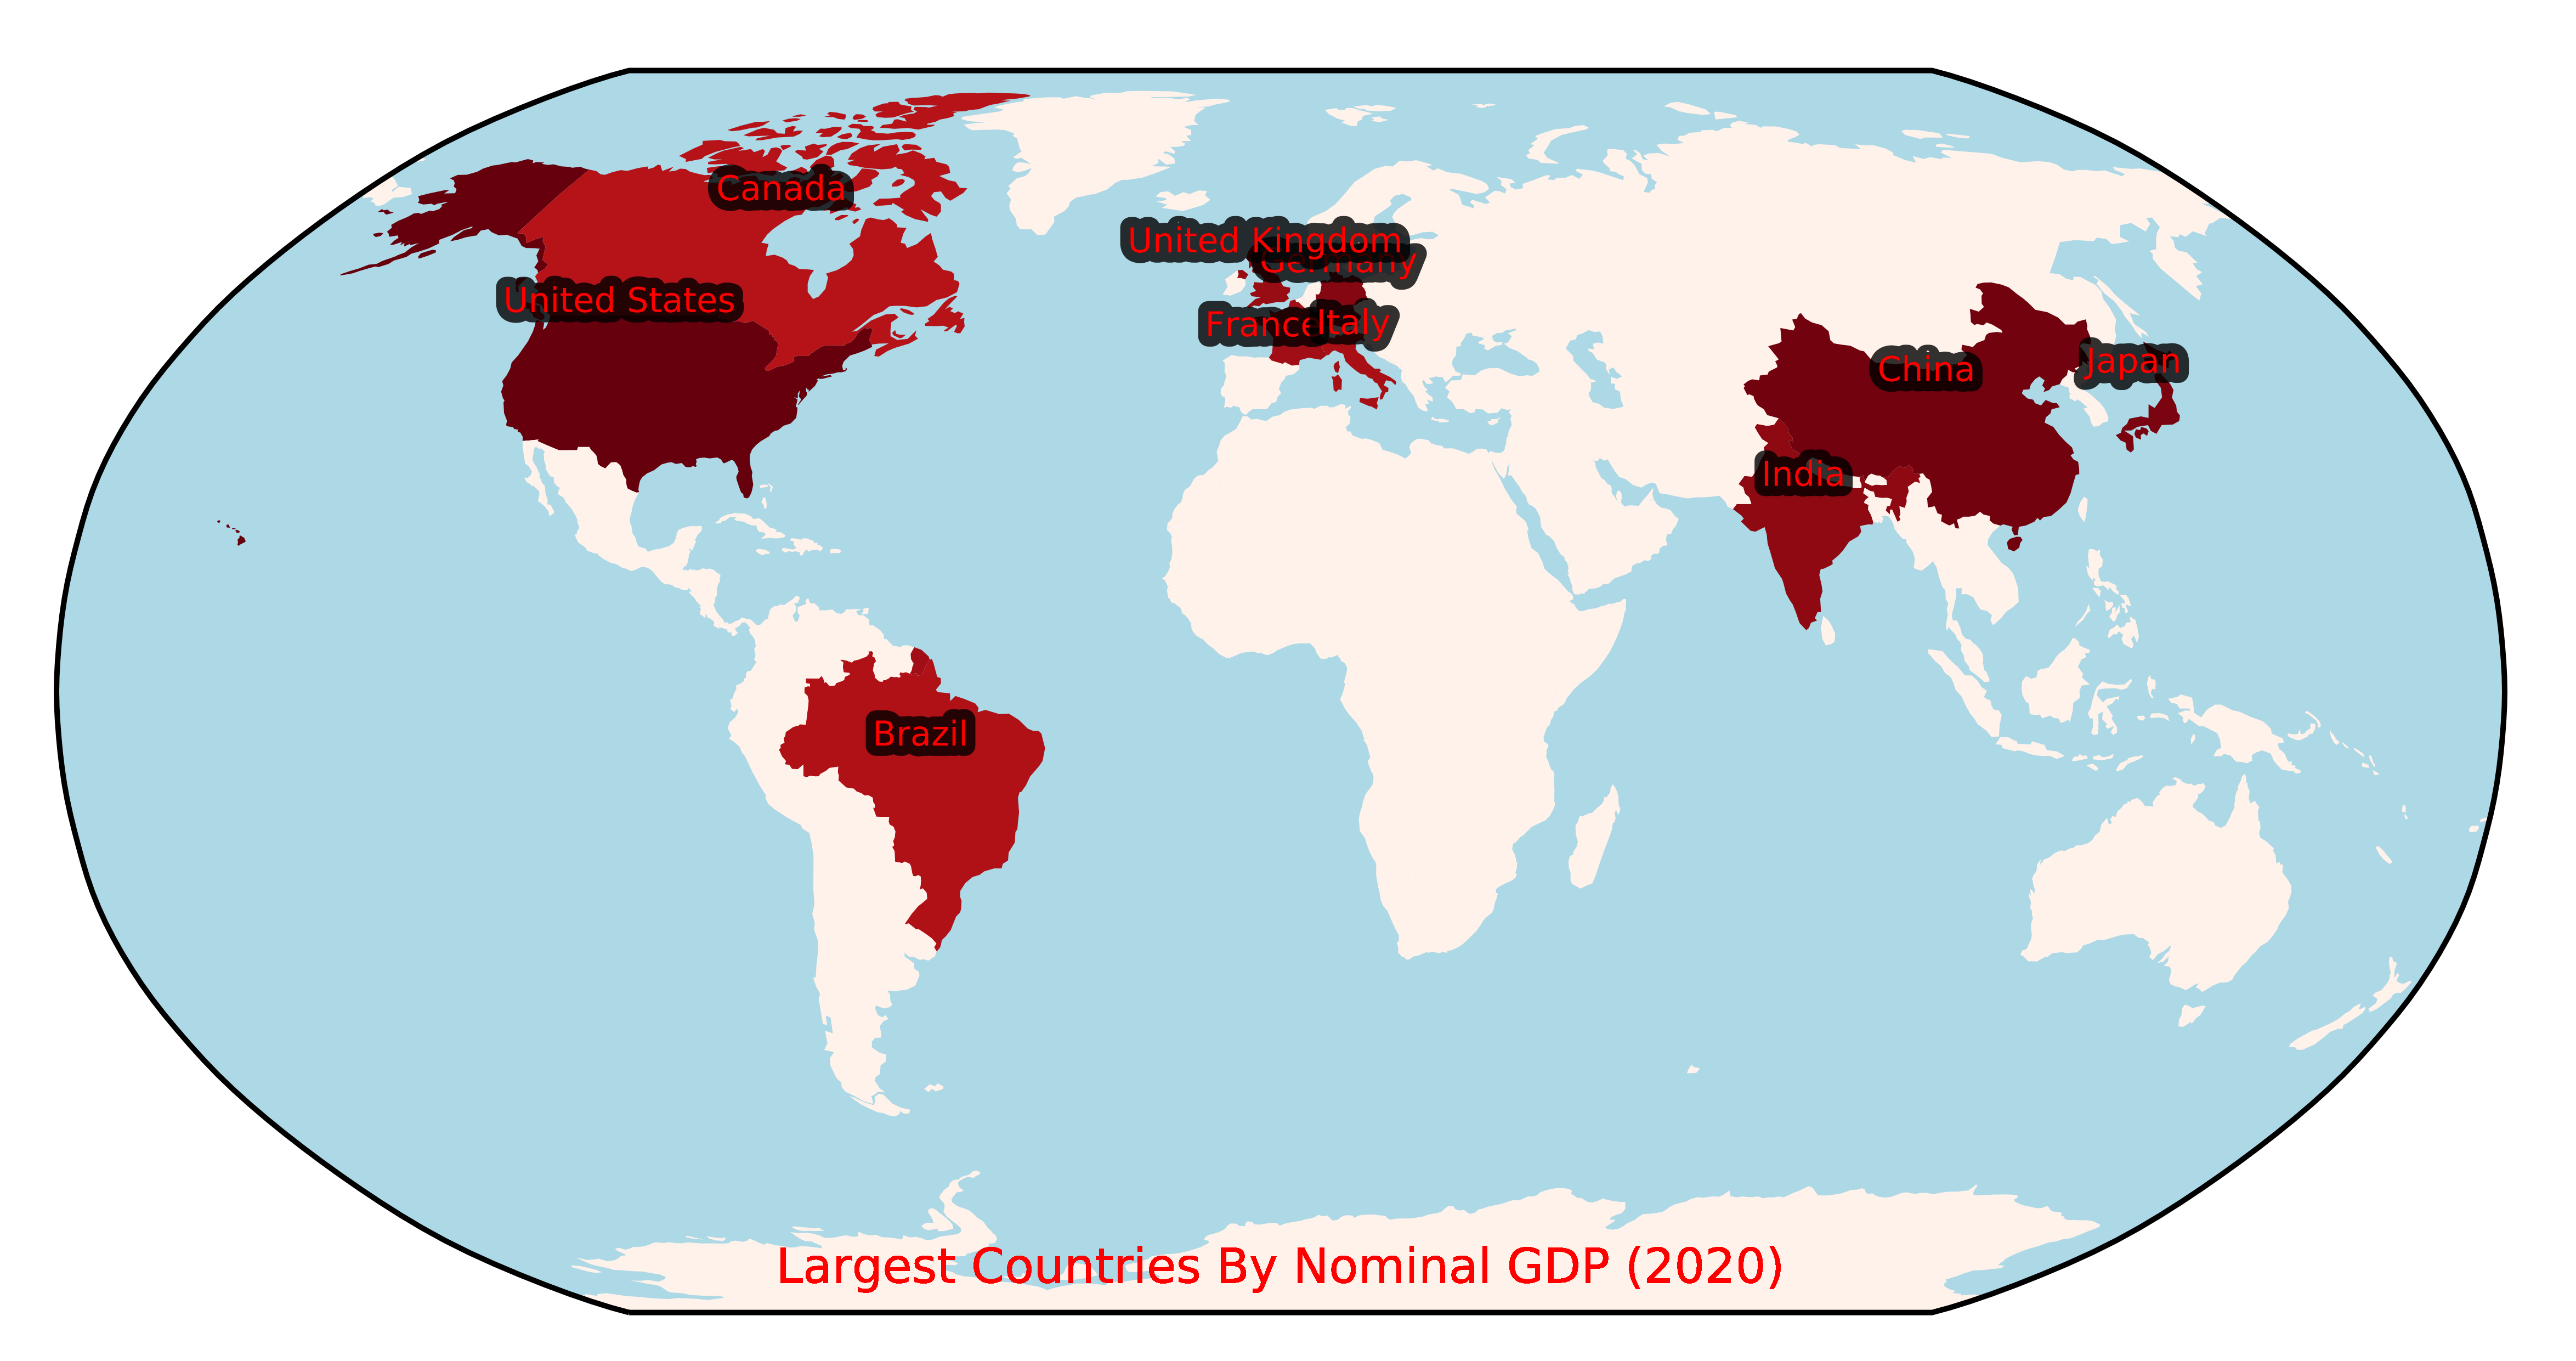 Canada
United Kingdom
Germany
United States
France
Italy
Japan
China
India
Brazil
Largest Countries By Nominal GDP (2020)